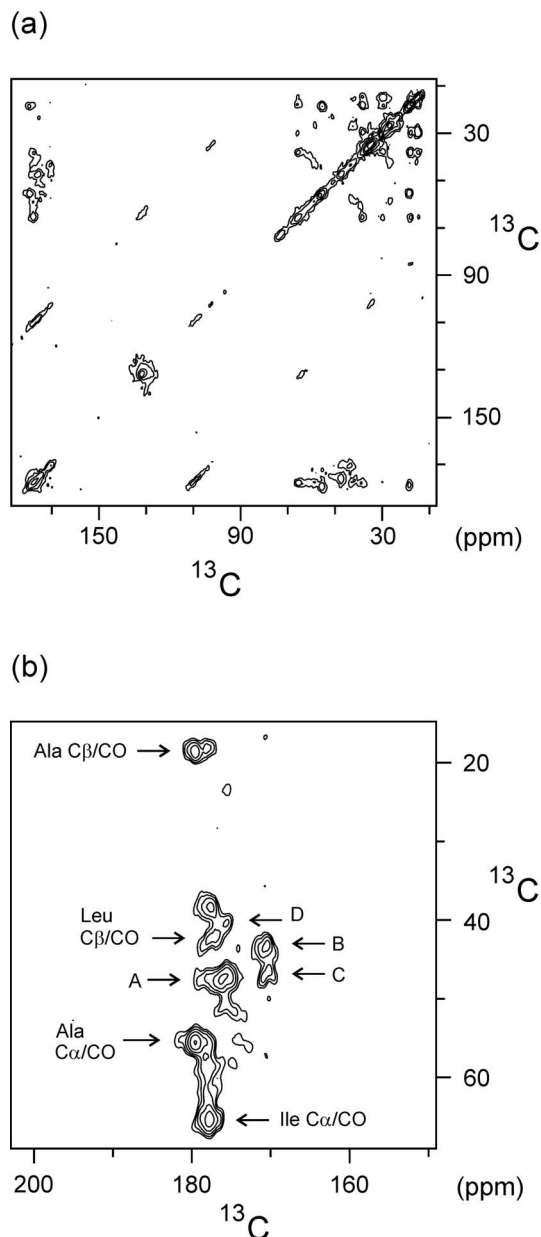 (a)
30
¹³C
90
150
150 90 30 (ppm)
¹³C
(b)
Ala Cβ/CO →
20
¹³C
Leu
Cβ/CO →
← D
40
← B
A →
← C
Ala
Cα/CO →
60
← Ile Cα/CO
200 180 160 (ppm)
¹³C